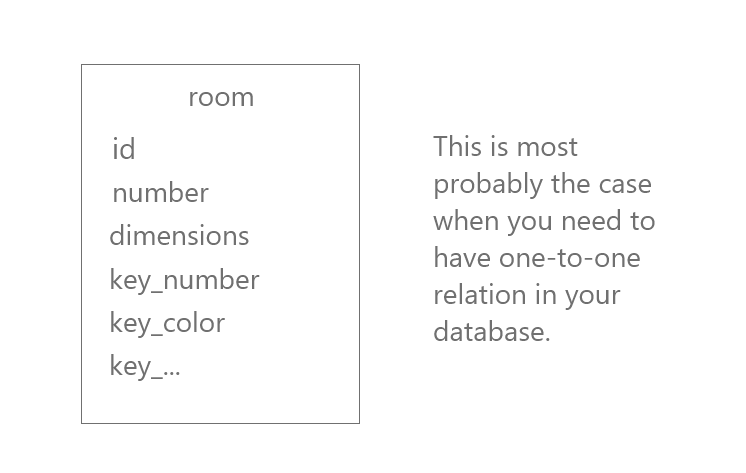 room
id
number
dimensions
key_number
key_color
key_...
This is most
probably the case
when you need to
have one-to-one
relation in your
database.